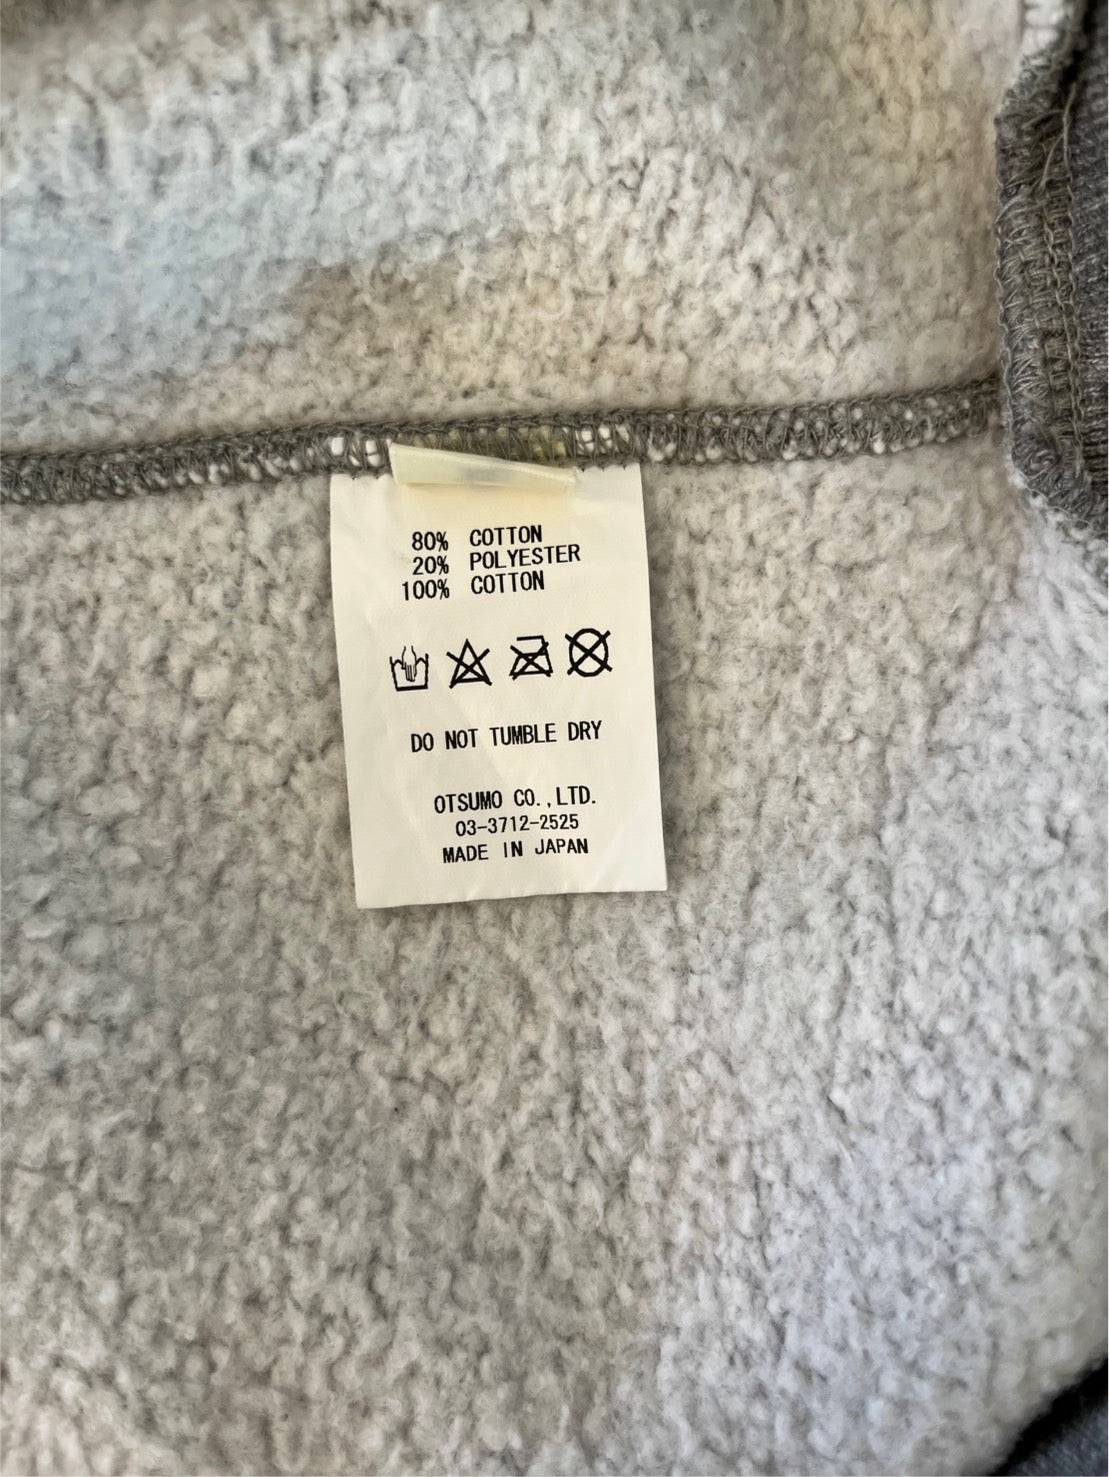 80% COTTON
20% POLYESTER
100% COTTON
DO NOT TUMBLE DRY
OTSUMO CO.,LTD.
03-3712-2525
MADE IN JAPAN